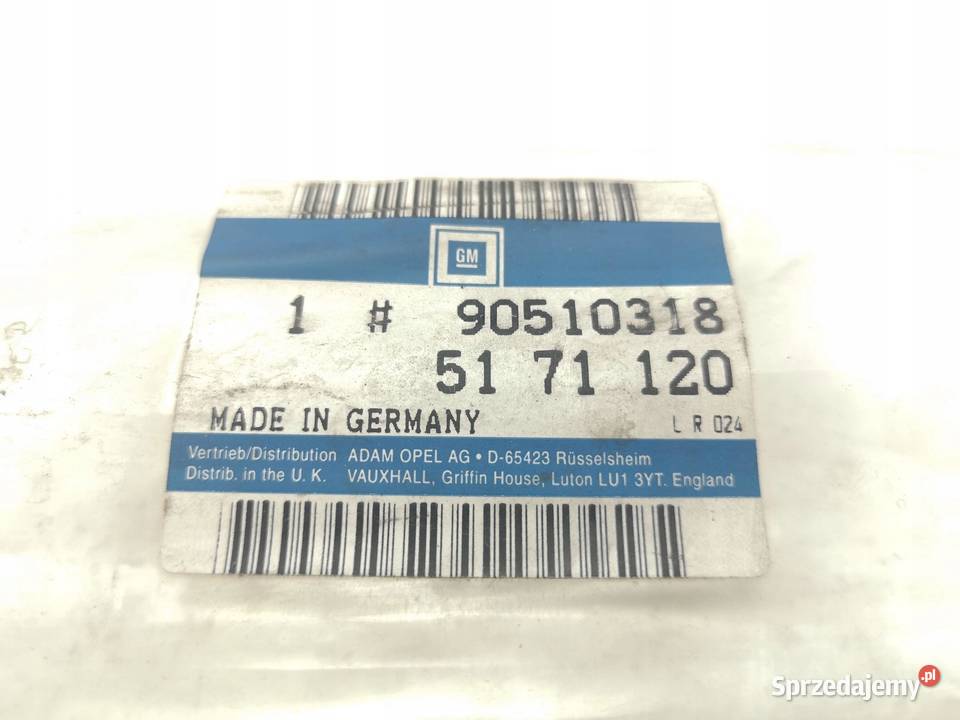 GM
1 # 90510318
51 71 120
MADE IN GERMANY L R 024
Vertrieb/Distribution ADAM OPEL AG • D-65423 Rüsselsheim
Distrib. in the U. K. VAUXHALL, Griffin House, Luton LU1 3YT. England
Sprzedajemy.pl